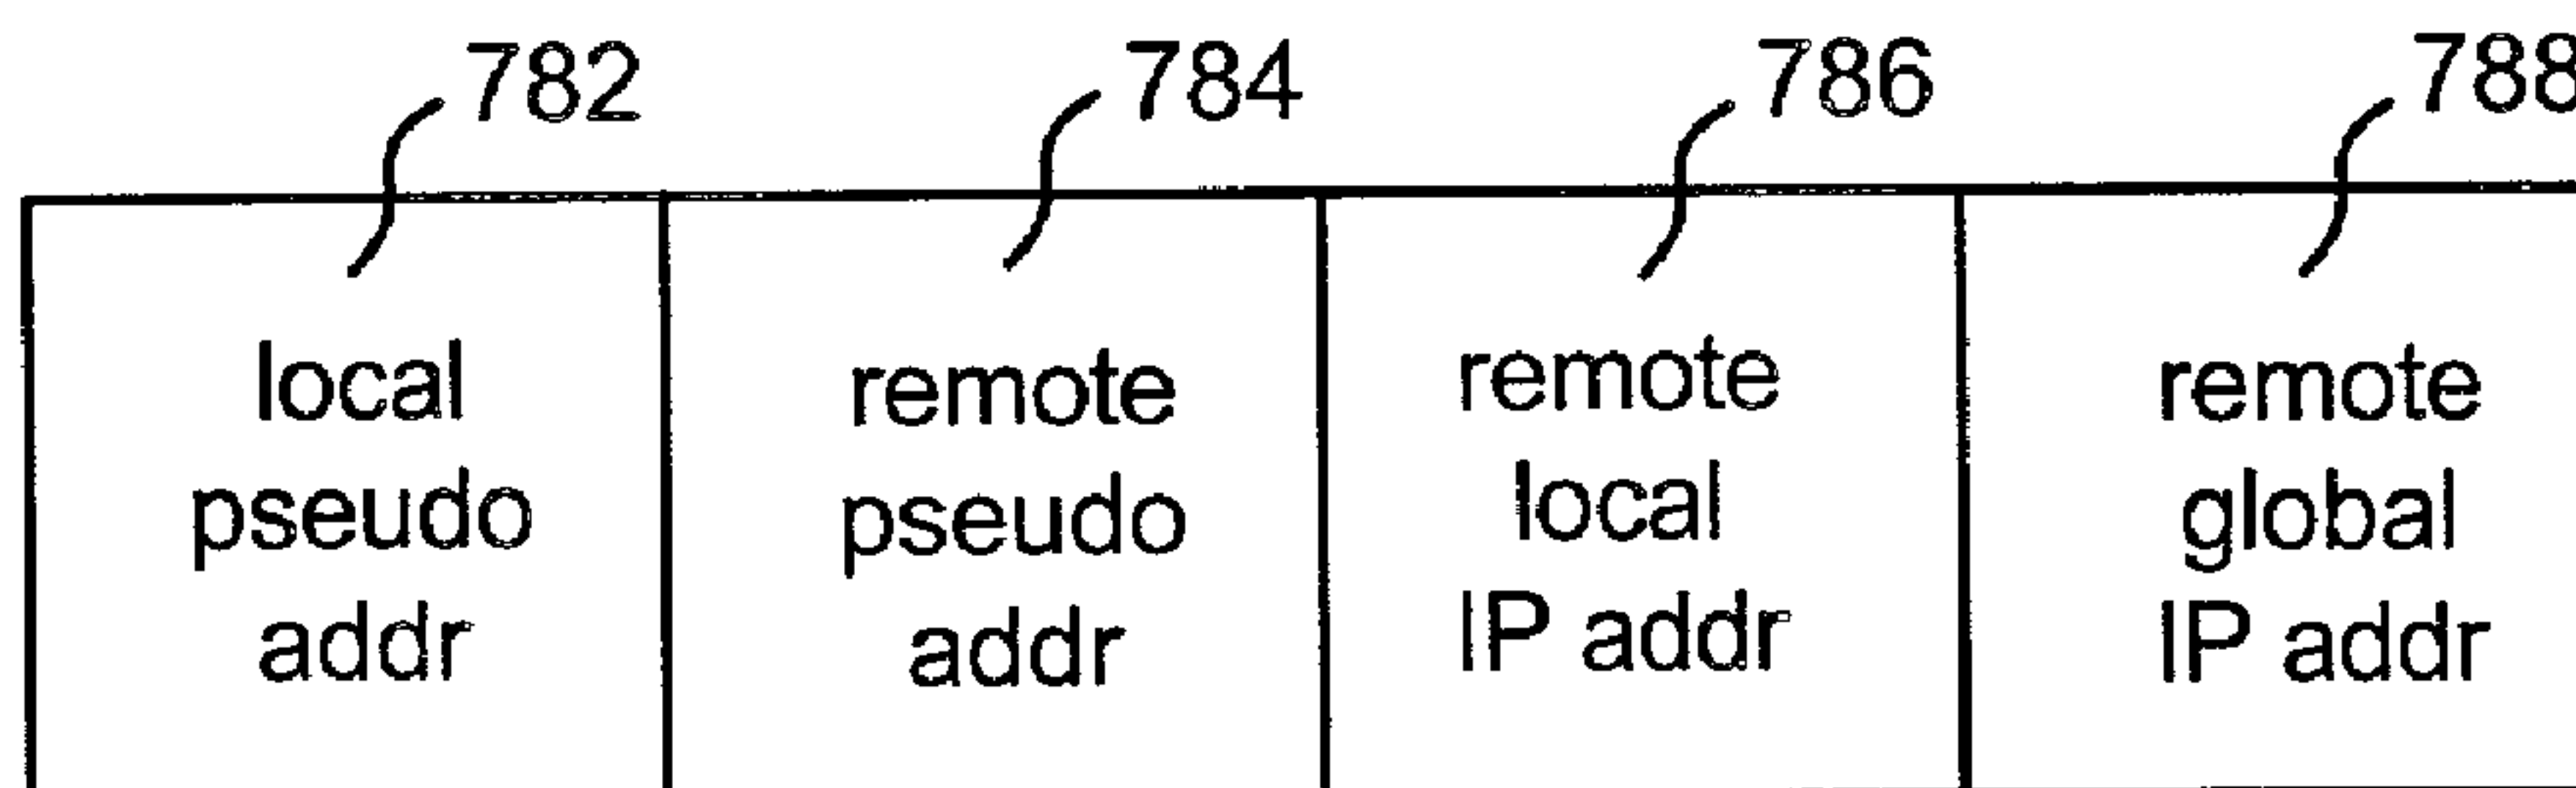 782 784 786 788
local
pseudo
addr
remote
pseudo
addr
remote
local
IP addr
remote
global
IP addr